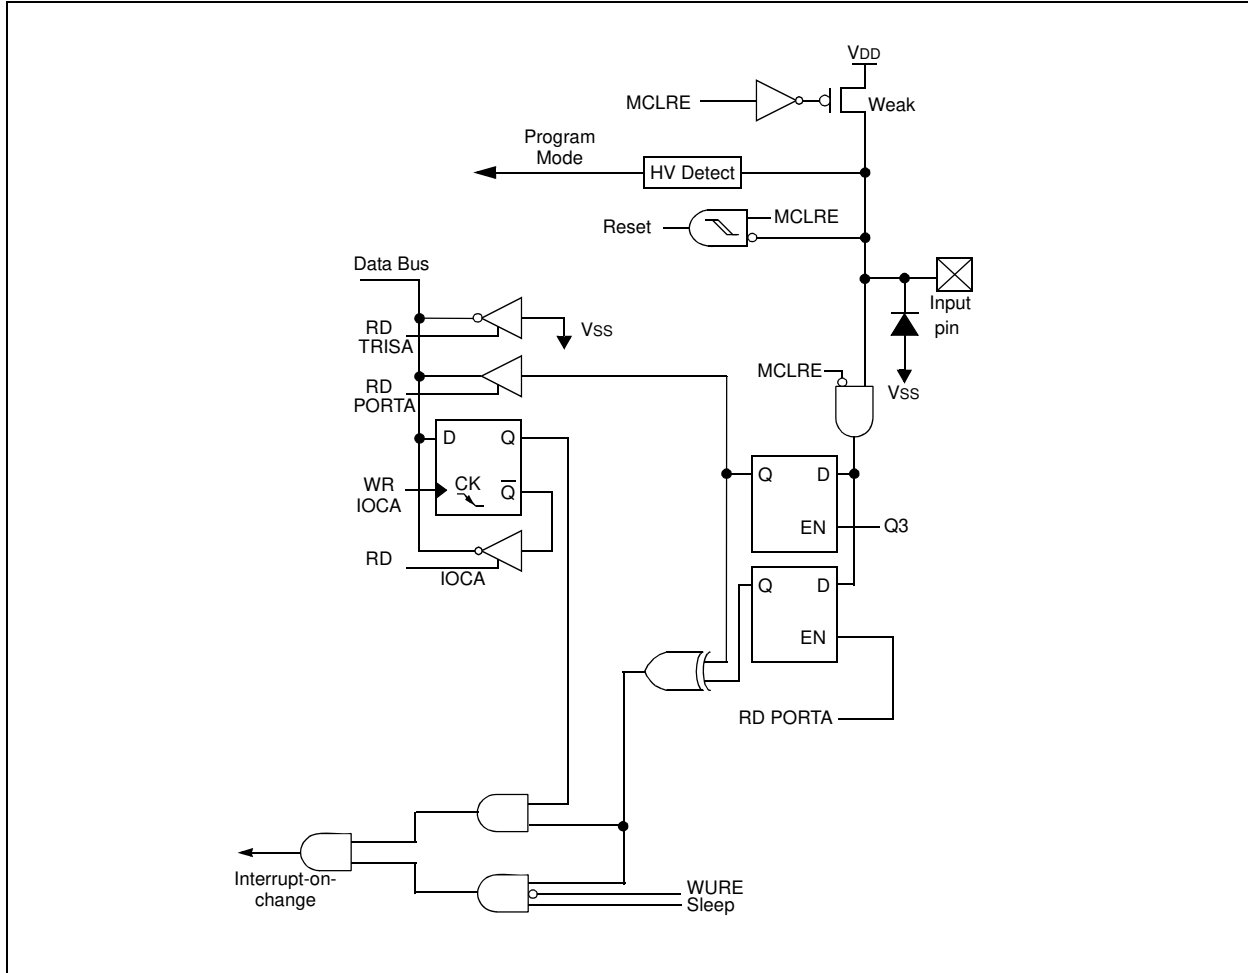 VDD
MCLRE
Weak
Program
Mode
HV Detect
MCLRE
Reset
Data Bus
Input
pin
RD
TRISA
VSS
MCLRE
VSS
RD
PORTA
D Q
WR
IOCA
CK
Q
Q D
EN Q3
RD
IOCA
Q D
EN
RD PORTA
Interrupt-on-
change
WURE
Sleep